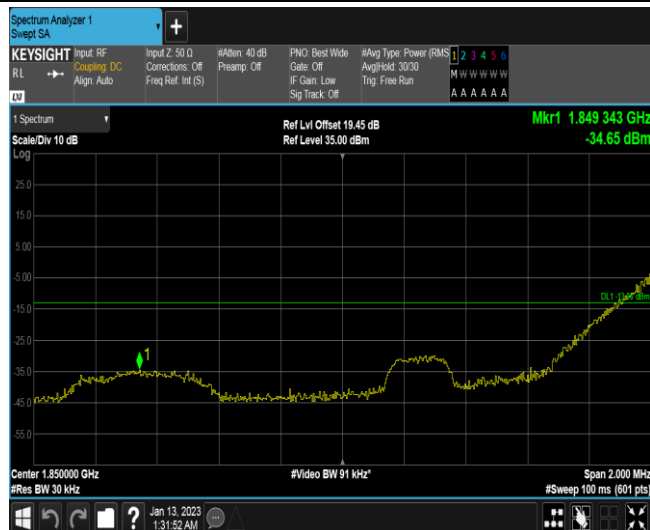 Spectrum Analyzer 1
Swept SA
+
KEYSIGHT
RL
LXI
Input: RF
Coupling: DC
Align: Auto
Input Z: 50 Ω
Corrections: Off
Freq Ref: Int (S)
#Atten: 40 dB
Preamp: Off
PNO: Best Wide
Gate: Off
IF Gain: Low
Sig Track: Off
#Avg Type: Power (RMS
Avg|Hold: 30/30
Trig: Free Run
1 2 3 4 5 6
M W W W W W
A A A A A A
1 Spectrum
Scale/Div 10 dB
Ref Lvl Offset 19.45 dB
Ref Level 35.00 dBm
Mkr1 1.849 343 GHz
-34.65 dBm
Log
25.0
15.0
5.00
-5.00
DL1 -13.00 dBm
-15.0
-25.0
1
-35.0
-45.0
-55.0
Center 1.850000 GHz
#Res BW 30 kHz
#Video BW 91 kHz*
Span 2.000 MHz
#Sweep 100 ms (601 pts)
?
Jan 13, 2023
1:31:52 AM